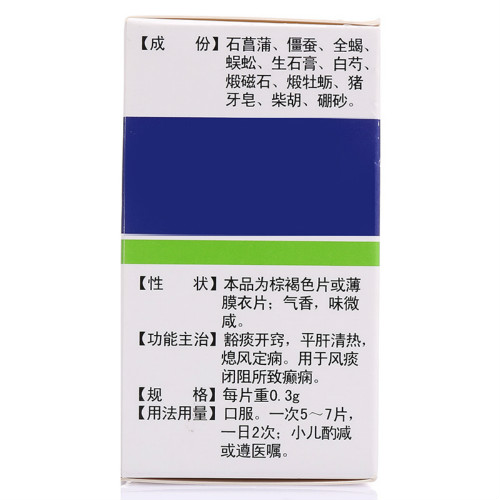 【成 份】石菖蒲、僵蚕、全蝎、
蜈蚣、生石膏、白芍、
煅磁石、煅牡蛎、猪
牙皂、柴胡、硼砂。
【性 状】本品为棕褐色片或薄
膜衣片；气香，味微
咸。
【功能主治】豁痰开窍，平肝清热，
熄风定痫。用于风痰
闭阻所致癫痫。
【规 格】每片重0.3g
【用法用量】口服。一次5～7片，
一日2次；小儿酌减
或遵医嘱。